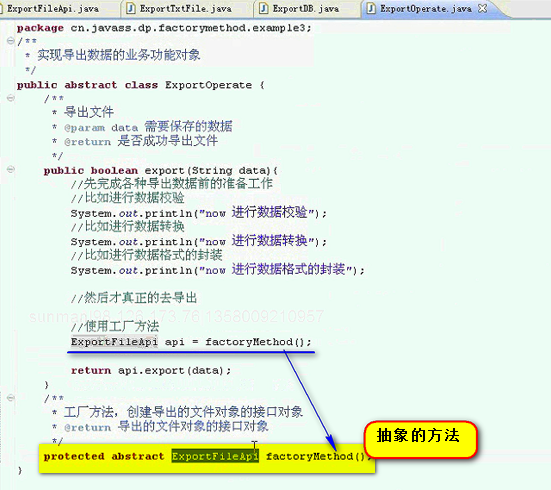 ExportFileApi.java
ExportTxtFile.java
ExportDB.java
ExportOperate.java
package cn.javass.dp.factorymethod.example3;
/**
 * 实现导出数据的业务功能对象
 */
public abstract class ExportOperate {
/**
 * 导出文件
 * @param data 需要保存的数据
 * @return 是否成功导出文件
 */
public boolean export(String data){
//先完成各种导出数据前的准备工作
//比如进行数据校验
System.out.println("now 进行数据校验");
//比如进行数据转换
System.out.println("now 进行数据转换");
//比如进行数据格式的封装
System.out.println("now 进行数据格式的封装");
//然后才真正的去导出
//使用工厂方法
ExportFileApi api = factoryMethod();
return api.export(data);
}
/**
 * 工厂方法，创建导出的文件对象的接口对象
 * @return 导出的文件对象的接口对象
 */
抽象的方法
protected abstract ExportFileApi factoryMethod();
}